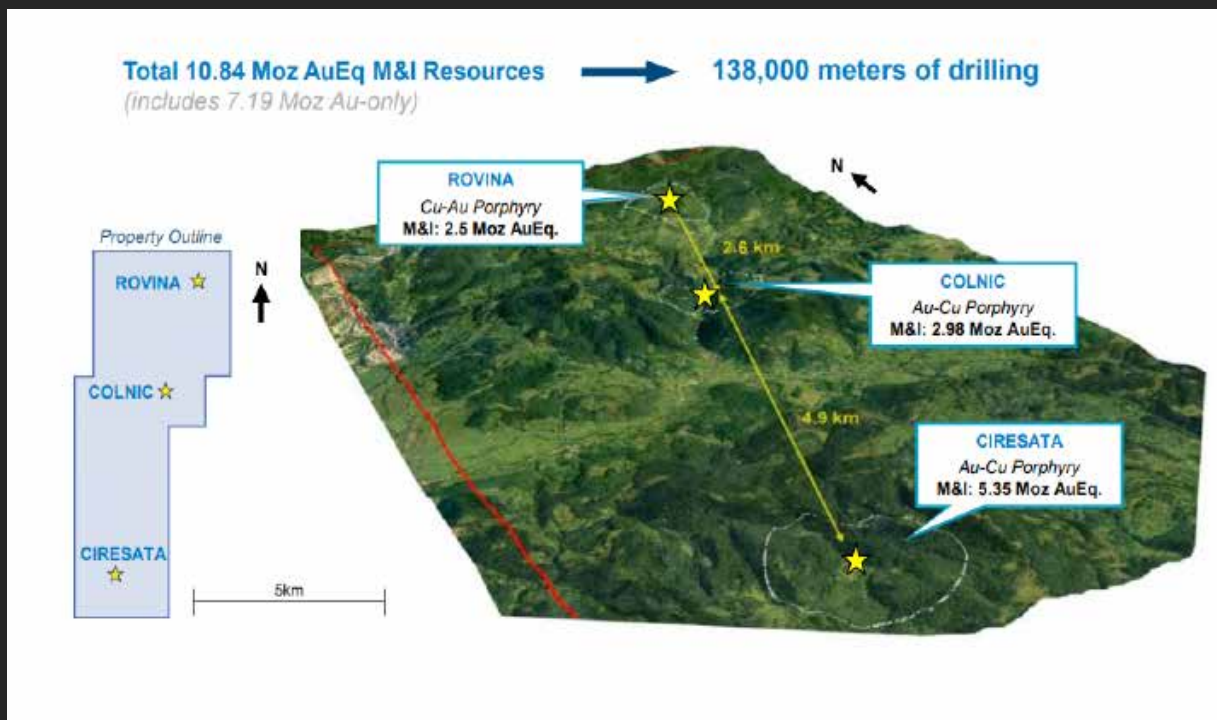 Total 10.84 Moz AuEq M&I Resources
138,000 meters of drilling
(includes 7.19 Moz Au-only)
ROVINA
Cu-Au Porphyry
M&I: 2.5 Moz AuEq.
N
2.6 km
COLNIC
Au-Cu Porphyry
M&I: 2.98 Moz AuEq.
4.9 km
CIRESATA
Au-Cu Porphyry
M&I: 5.35 Moz AuEq.
Property Outline
N
ROVINA
COLNIC
CIRESATA
5km